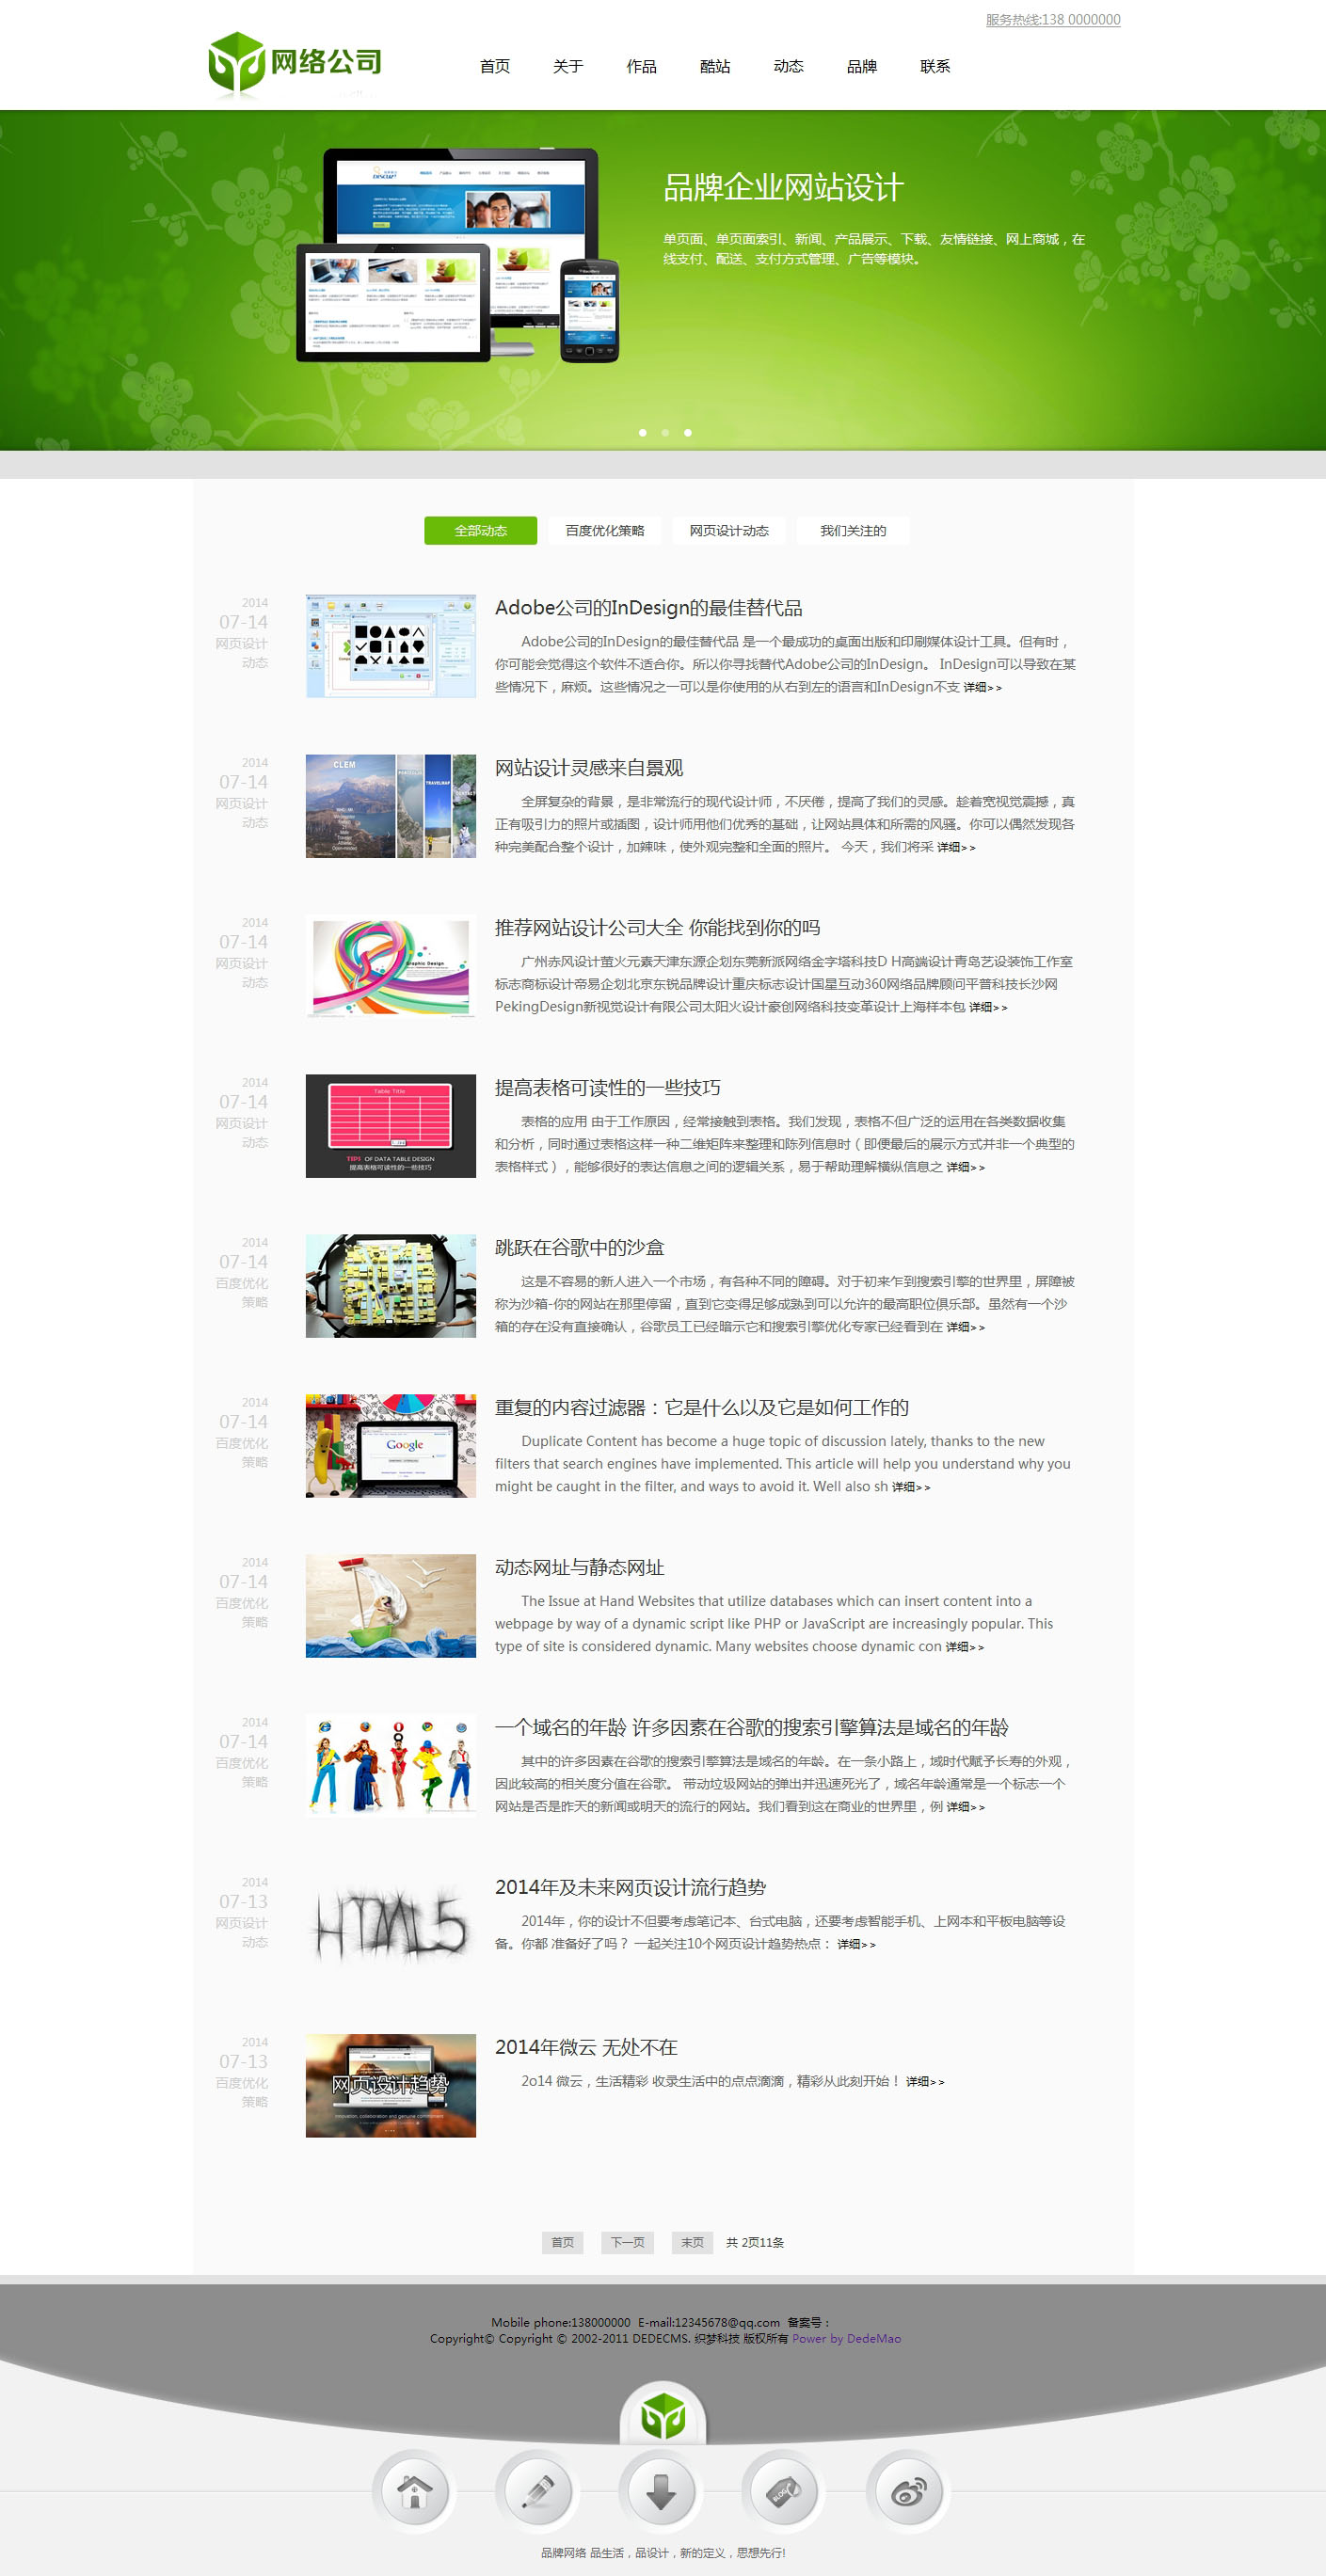 服务热线:138 0000000
网络公司
首页 关于 作品 酷站 动态 品牌 联系
品牌企业网站设计
单页面、单页面索引、新闻、产品展示、下载、友情链接、网上商城，在
线支付、配送、支付方式管理、广告等模块。
全部动态 百度优化策略 网页设计动态 我们关注的
2014
07-14
网页设计
动态
Adobe公司的InDesign的最佳替代品
Adobe公司的InDesign的最佳替代品 是一个最成功的桌面出版和印刷媒体设计工具。但有时，
你可能会觉得这个软件不适合你。所以你寻找替代Adobe公司的InDesign。 InDesign可以导致在某
些情况下，麻烦。这些情况之一可以是你使用的从右到左的语言和InDesign不支 详细>>
2014
07-14
网页设计
动态
CLEM
TRAVELMAP
网站设计灵感来自景观
全屏复杂的背景，是非常流行的现代设计师，不厌倦，提高了我们的灵感。趁着宽视觉震撼，真
正有吸引力的照片或插图，设计师用他们优秀的基础，让网站具体和所需的风骚。你可以偶然发现各
种完美配合整个设计，加辣味，使外观完整和全面的照片。 今天，我们将采 详细>>
2014
07-14
网页设计
动态
Graphic Design
推荐网站设计公司大全 你能找到你的吗
广州赤风设计萤火元素天津东源企划东莞新派网络金字塔科技D H高端设计青岛艺设装饰工作室
标志商标设计帝易企划北京东锐品牌设计重庆标志设计国星互动360网络品牌顾问平普科技长沙网
PekingDesign新视觉设计有限公司太阳火设计豪创网络科技变革设计上海样本包 详细>>
2014
07-14
网页设计
动态
Table Title
TIPS OF DATA TABLE DESIGN
提高表格可读性的一些技巧
提高表格可读性的一些技巧
表格的应用 由于工作原因，经常接触到表格。我们发现，表格不但广泛的运用在各类数据收集
和分析，同时通过表格这样一种二维矩阵来整理和陈列信息时（即便最后的展示方式并非一个典型的
表格样式），能够很好的表达信息之间的逻辑关系，易于帮助理解横纵信息之 详细>>
2014
07-14
百度优化
策略
跳跃在谷歌中的沙盒
这是不容易的新人进入一个市场，有各种不同的障碍。对于初来乍到搜索引擎的世界里，屏障被
称为沙箱-你的网站在那里停留，直到它变得足够成熟到可以允许的最高职位俱乐部。虽然有一个沙
箱的存在没有直接确认，谷歌员工已经暗示它和搜索引擎优化专家已经看到在 详细>>
2014
07-14
百度优化
策略
Google
重复的内容过滤器：它是什么以及它是如何工作的
Duplicate Content has become a huge topic of discussion lately, thanks to the new
filters that search engines have implemented. This article will help you understand why you
might be caught in the filter, and ways to avoid it. Well also sh 详细>>
2014
07-14
百度优化
策略
动态网址与静态网址
The Issue at Hand Websites that utilize databases which can insert content into a
webpage by way of a dynamic script like PHP or JavaScript are increasingly popular. This
type of site is considered dynamic. Many websites choose dynamic con 详细>>
2014
07-14
百度优化
策略
一个域名的年龄 许多因素在谷歌的搜索引擎算法是域名的年龄
其中的许多因素在谷歌的搜索引擎算法是域名的年龄。在一条小路上，域时代赋予长寿的外观，
因此较高的相关度分值在谷歌。 带动垃圾网站的弹出并迅速死光了，域名年龄通常是一个标志一个
网站是否是昨天的新闻或明天的流行的网站。我们看到这在商业的世界里，例 详细>>
2014
07-13
网页设计
动态
HTML5
2014年及未来网页设计流行趋势
2014年，你的设计不但要考虑笔记本、台式电脑，还要考虑智能手机、上网本和平板电脑等设
备。你都 准备好了吗？ 一起关注10个网页设计趋势热点： 详细>>
2014
07-13
百度优化
策略
网页设计趋势
2014年微云 无处不在
2o14 微云，生活精彩 收录生活中的点点滴滴，精彩从此刻开始！ 详细>>
首页 下一页 末页 共 2页11条
Mobile phone:138000000 E-mail:12345678@qq.com 备案号：
Copyright© Copyright © 2002-2011 DEDECMS. 织梦科技 版权所有 Power by DedeMao
BLOG
品牌网络 品生活，品设计，新的定义，思想先行!